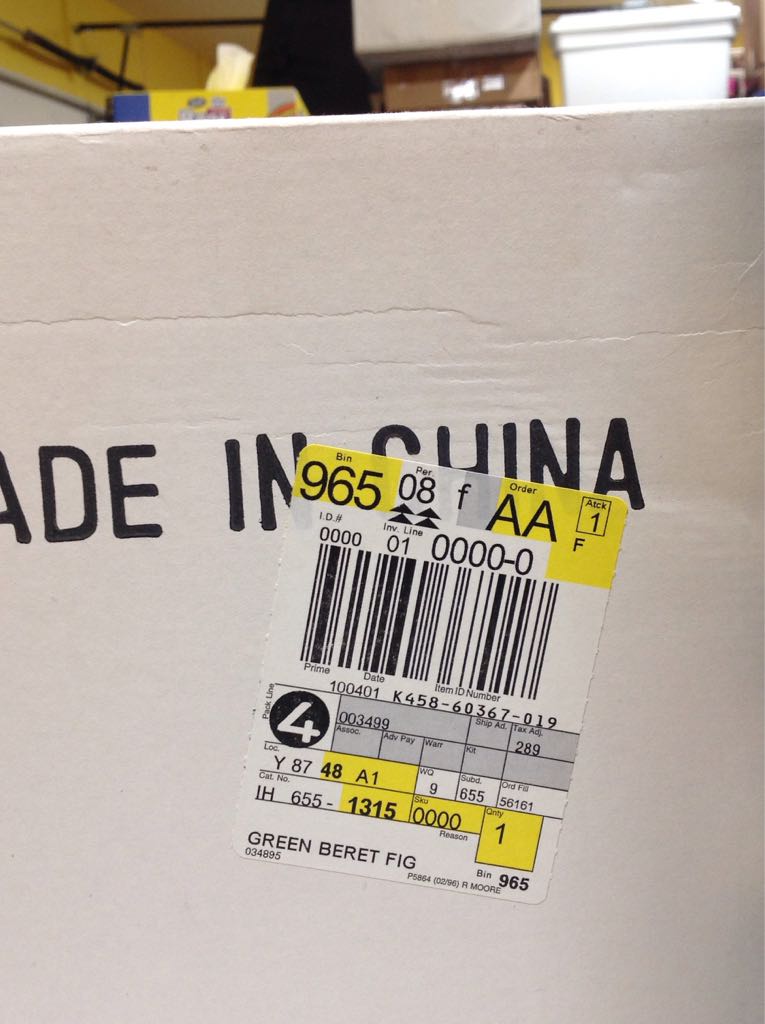 ADE IN CHINA
Bin Per. Order Atck
965 08 f AA 1
F
I.D.# Inv. Line
0000 01 0000-0
Prime Date Item ID Number
100401 K458-60367-019
Pack Line 4 003499 Ship Ad. Tax Adj.
289
Assoc. Adv Pay Warr Kit
Loc. WQ Subd. Ord Fill
Y 87 48 A1 9 655 56161
Cat. No. Sku Qnty
IH 655- 1315 0000 1
Reason
GREEN BERET FIG
034895
Bin 965
P5864 (02/96) R MOORE